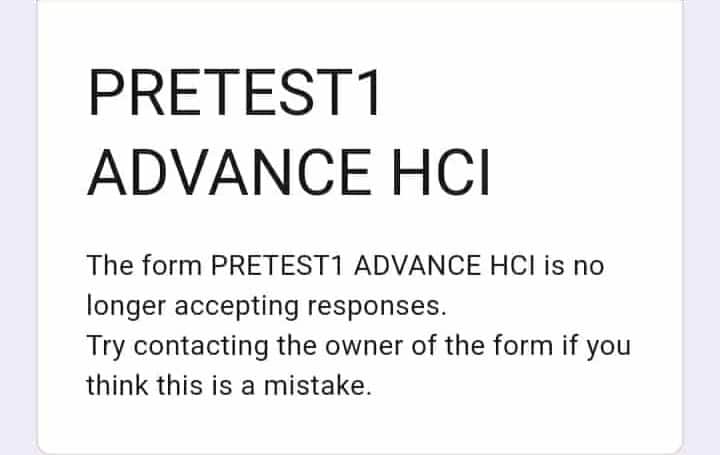 PRETEST1
ADVANCE HCI
The form PRETEST1 ADVANCE HCI is no
longer accepting responses.
Try contacting the owner of the form if you
think this is a mistake.